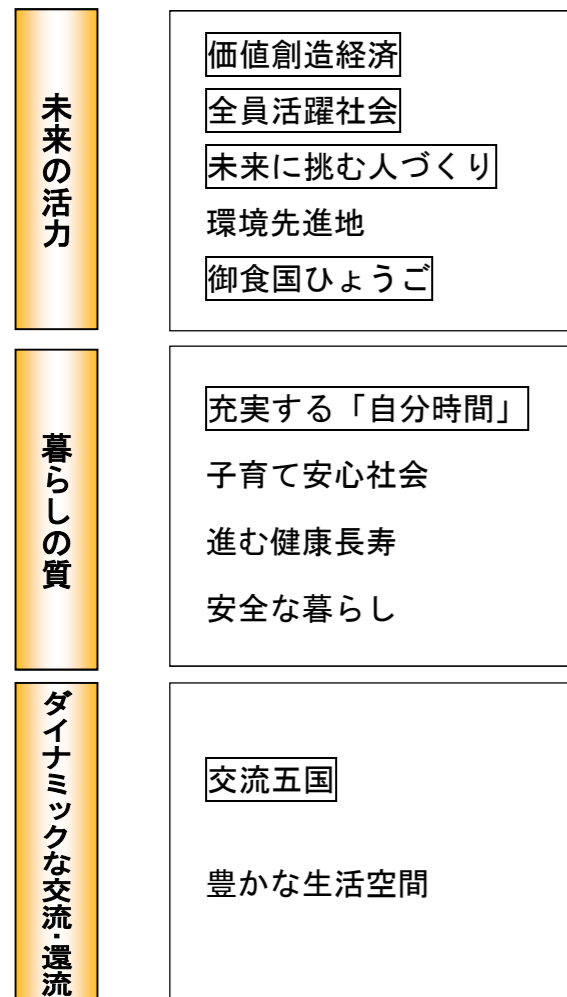 未来の活力
価値創造経済
全員活躍社会
未来に挑む人づくり
環境先進地
御食国ひょうご
暮らしの質
充実する「自分時間」
子育て安心社会
進む健康長寿
安全な暮らし
ダイナミックな交流・還流
交流五国
豊かな生活空間